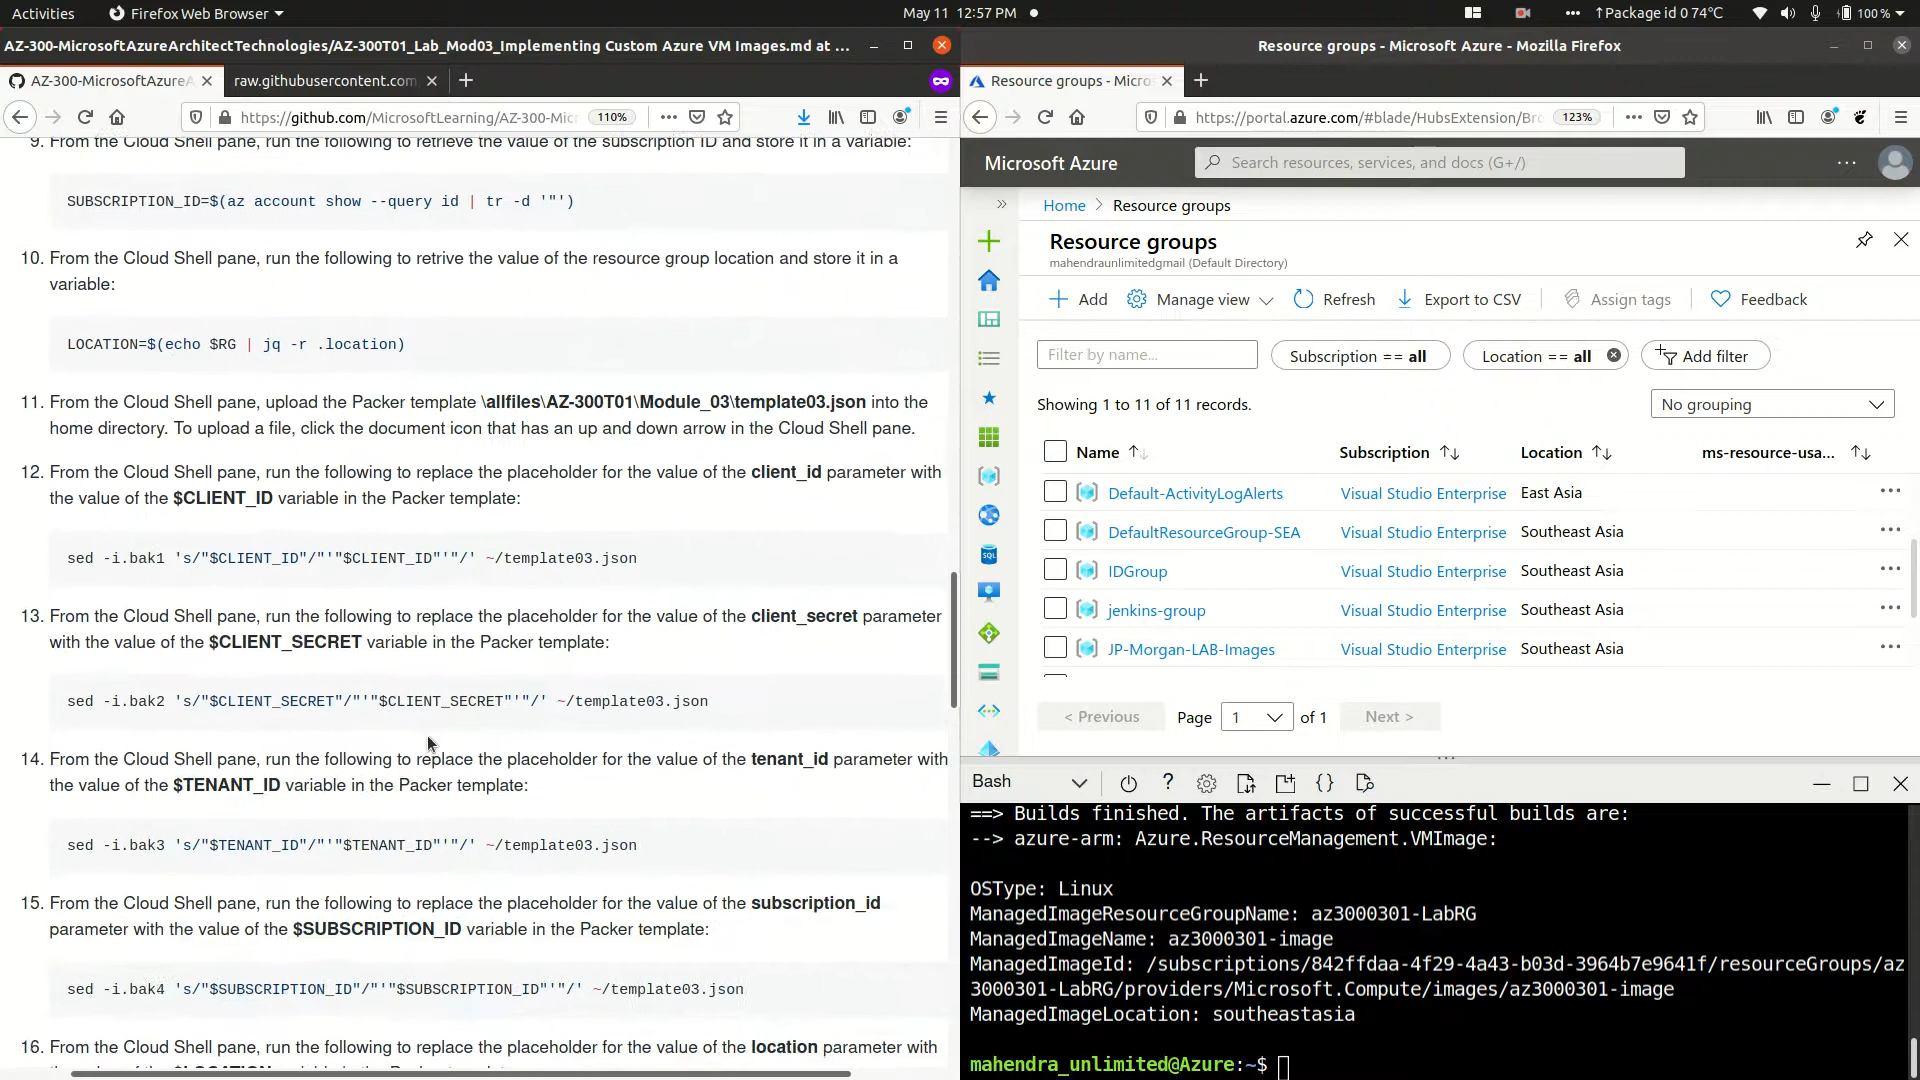 Activities
Firefox Web Browser
May 11 12:57 PM
↑Package id 0 74°C
100 %
AZ-300-MicrosoftAzureArchitectTechnologies/AZ-300T01_Lab_Mod03_Implementing Custom Azure VM Images.md at ...
AZ-300-MicrosoftAzureA
raw.githubusercontent.com
https://github.com/MicrosoftLearning/AZ-300-Mic
110%
9. From the Cloud Shell pane, run the following to retrieve the value of the subscription ID and store it in a variable:
SUBSCRIPTION_ID=$(az account show --query id | tr -d '"')
10. From the Cloud Shell pane, run the following to retrive the value of the resource group location and store it in a
variable:
LOCATION=$(echo $RG | jq -r .location)
11. From the Cloud Shell pane, upload the Packer template \allfiles\AZ-300T01\Module_03\template03.json into the
home directory. To upload a file, click the document icon that has an up and down arrow in the Cloud Shell pane.
12. From the Cloud Shell pane, run the following to replace the placeholder for the value of the client_id parameter with
the value of the $CLIENT_ID variable in the Packer template:
sed -i.bak1 's/"$CLIENT_ID"/"'"$CLIENT_ID"'"/' ~/template03.json
13. From the Cloud Shell pane, run the following to replace the placeholder for the value of the client_secret parameter
with the value of the $CLIENT_SECRET variable in the Packer template:
sed -i.bak2 's/"$CLIENT_SECRET"/"'"$CLIENT_SECRET"'"/' ~/template03.json
14. From the Cloud Shell pane, run the following to replace the placeholder for the value of the tenant_id parameter with
the value of the $TENANT_ID variable in the Packer template:
sed -i.bak3 's/"$TENANT_ID"/"'"$TENANT_ID"'"/' ~/template03.json
15. From the Cloud Shell pane, run the following to replace the placeholder for the value of the subscription_id
parameter with the value of the $SUBSCRIPTION_ID variable in the Packer template:
sed -i.bak4 's/"$SUBSCRIPTION_ID"/"'"$SUBSCRIPTION_ID"'"/' ~/template03.json
16. From the Cloud Shell pane, run the following to replace the placeholder for the value of the location parameter with
Resource groups - Microsoft Azure - Mozilla Firefox
Resource groups - Micros
https://portal.azure.com/#blade/HubsExtension/Bro
123%
Microsoft Azure
Search resources, services, and docs (G+/)
Home > Resource groups
Resource groups
mahendraunlimitedgmail (Default Directory)
Add
Manage view
Refresh
Export to CSV
Assign tags
Feedback
Filter by name...
Subscription == all
Location == all
Add filter
Showing 1 to 11 of 11 records.
No grouping
Name ↑↓ Subscription ↑↓ Location ↑↓ ms-resource-usa... ↑↓
Default-ActivityLogAlerts Visual Studio Enterprise East Asia
DefaultResourceGroup-SEA Visual Studio Enterprise Southeast Asia
IDGroup Visual Studio Enterprise Southeast Asia
jenkins-group Visual Studio Enterprise Southeast Asia
JP-Morgan-LAB-Images Visual Studio Enterprise Southeast Asia
< Previous Page 1 of 1 Next >
Bash
==> Builds finished. The artifacts of successful builds are:
--> azure-arm: Azure.ResourceManagement.VMImage:
OSType: Linux
ManagedImageResourceGroupName: az3000301-LabRG
ManagedImageName: az3000301-image
ManagedImageId: /subscriptions/842ffdaa-4f29-4a43-b03d-3964b7e9641f/resourceGroups/az
3000301-LabRG/providers/Microsoft.Compute/images/az3000301-image
ManagedImageLocation: southeastasia
mahendra_unlimited@Azure:~$